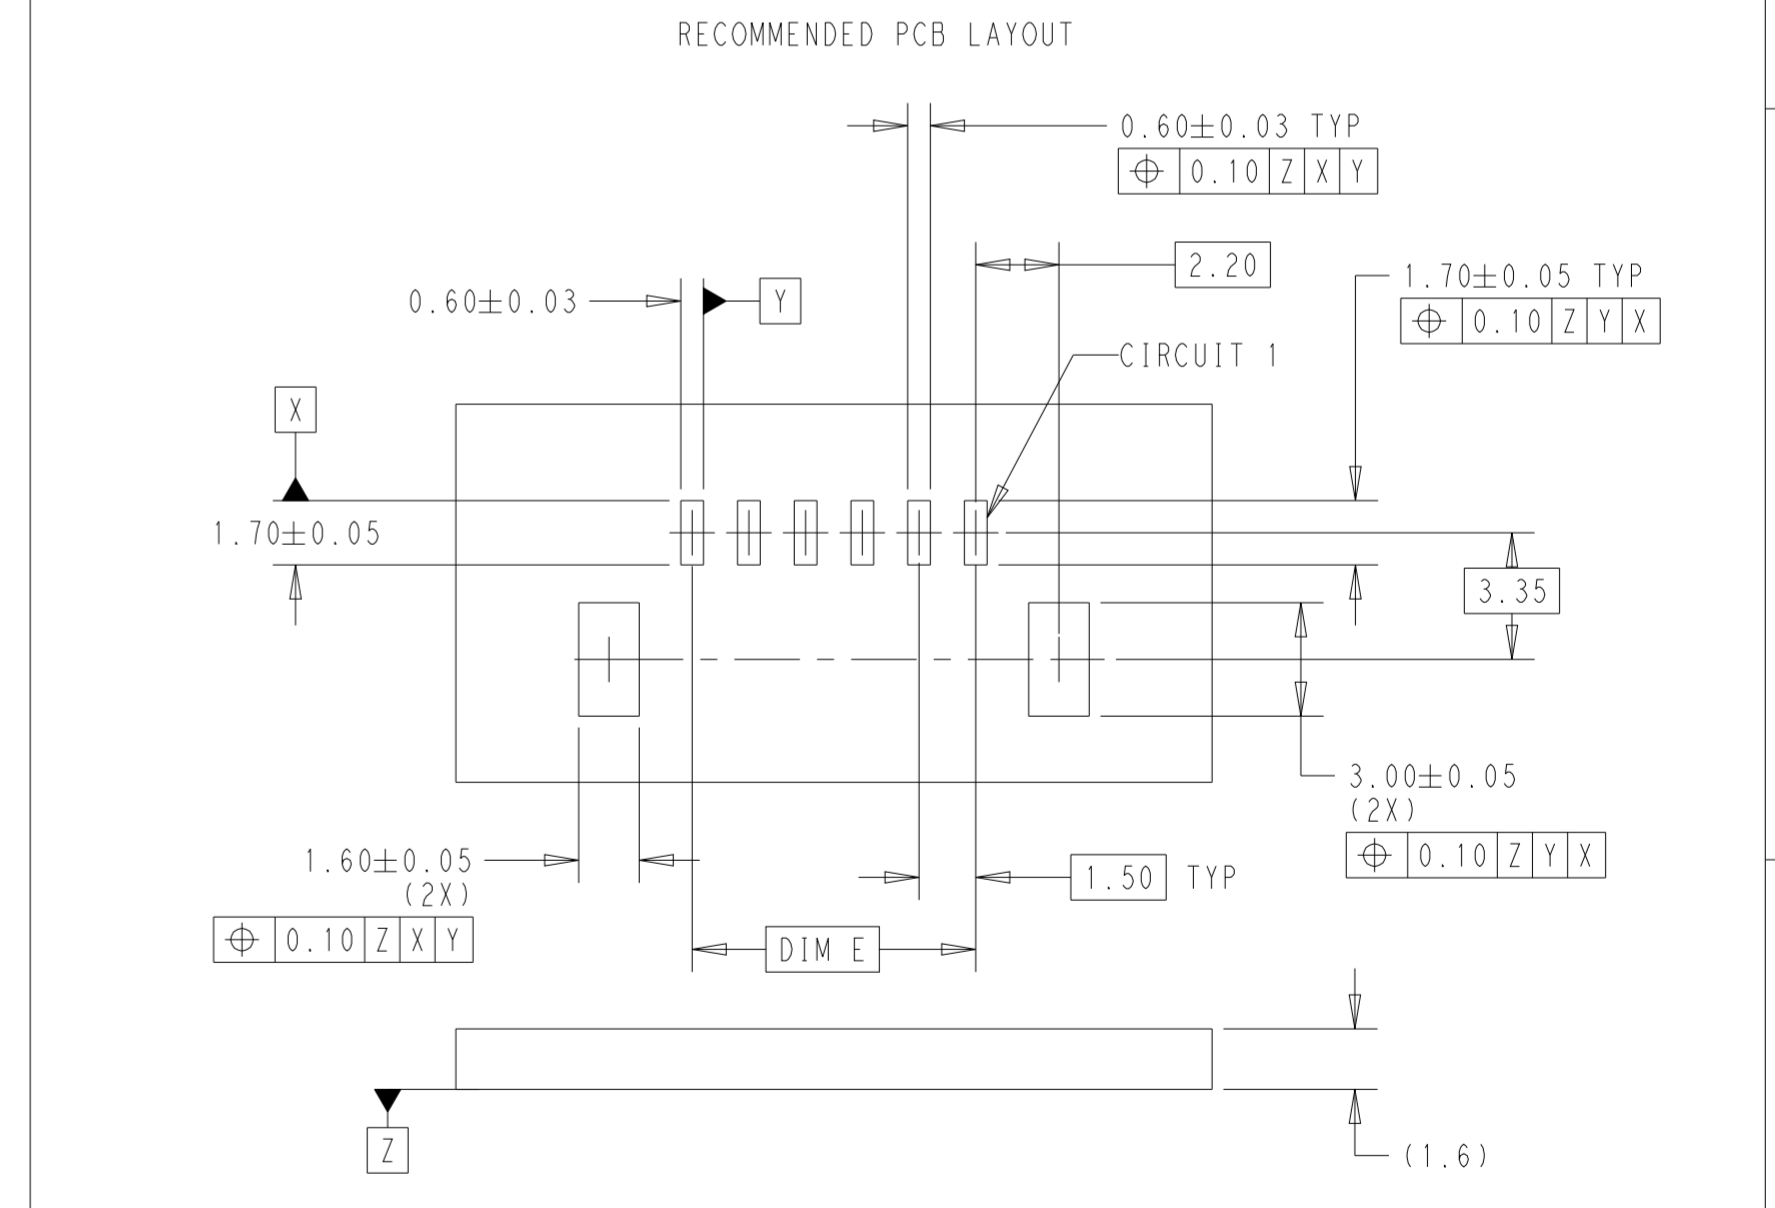 RECOMMENDED PCB LAYOUT
0.60±0.03 TYP
⌖ 0.10 Z X Y
2.20
1.70±0.05 TYP
⌖ 0.10 Z Y X
0.60±0.03
Y
CIRCUIT 1
X
1.70±0.05
3.35
3.00±0.05
(2X)
⌖ 0.10 Z Y X
1.60±0.05
(2X)
⌖ 0.10 Z X Y
1.50 TYP
DIM E
Z
(1.6)